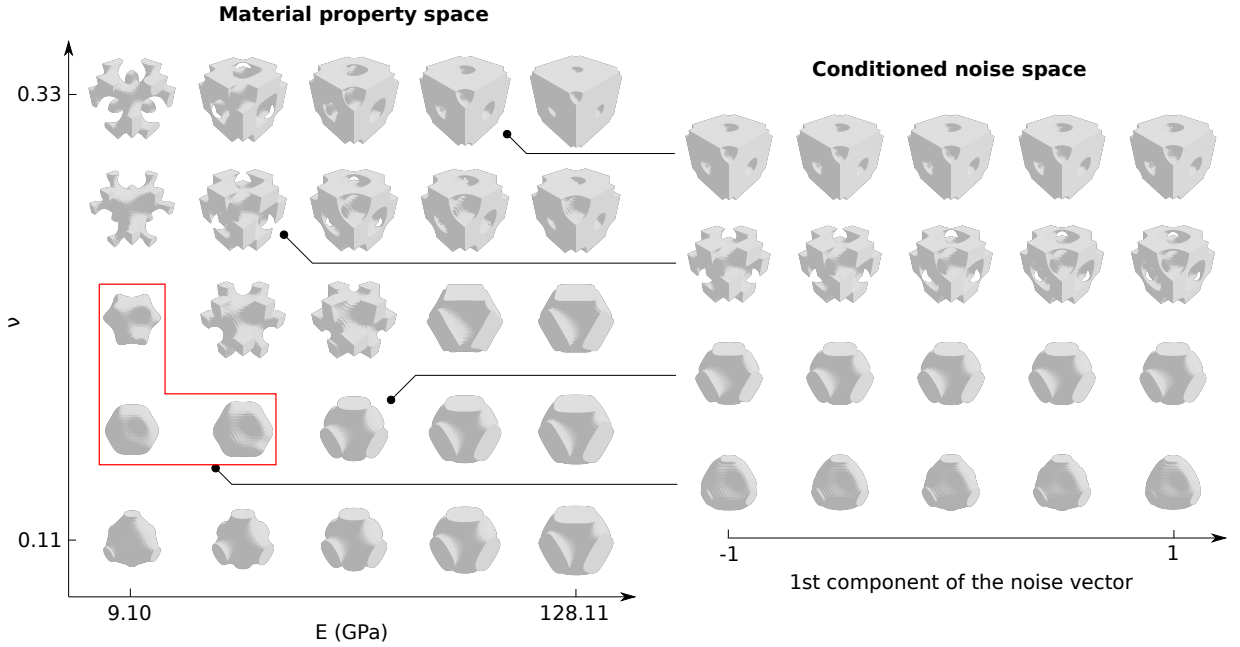 Material property space
Conditioned noise space
0.33
ν
0.11
9.10
128.11
E (GPa)
-1
1
1st component of the noise vector